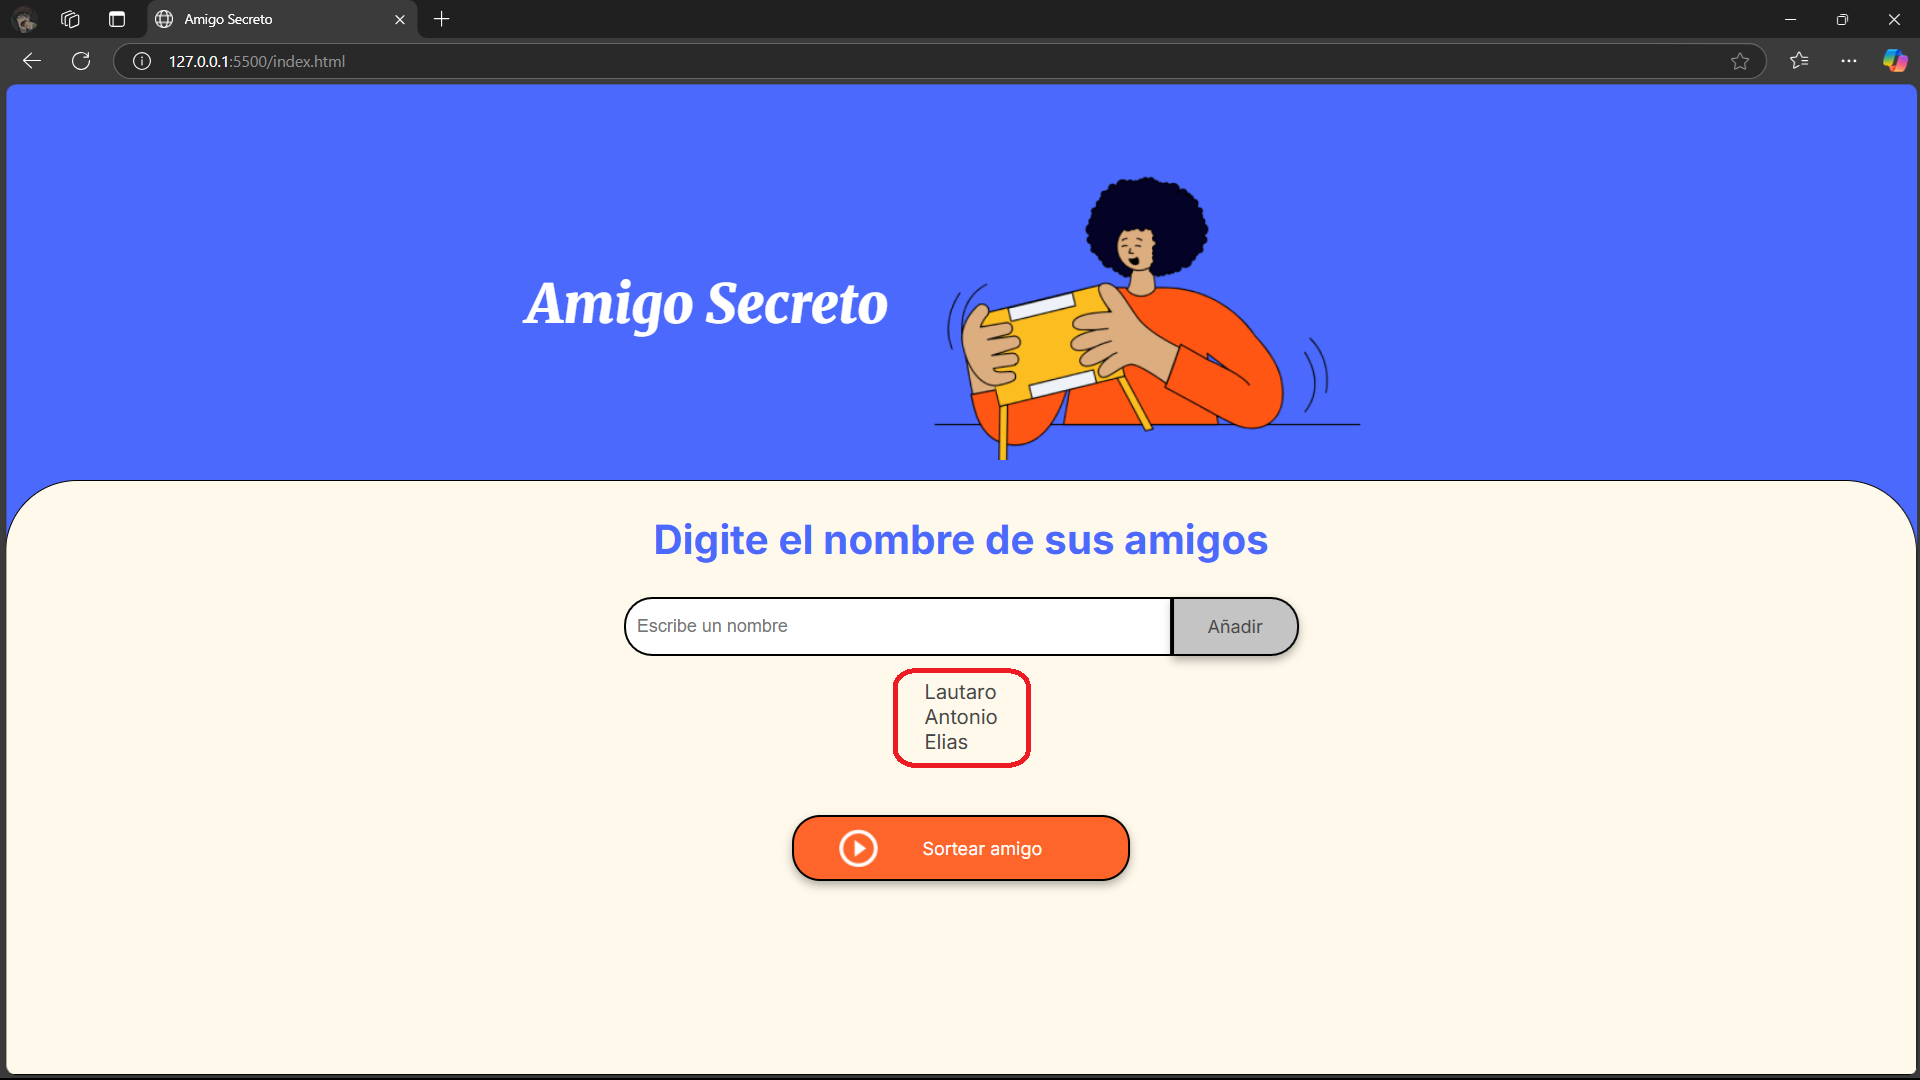 Amigo Secreto
127.0.0.1:5500/index.html
Amigo Secreto
Digite el nombre de sus amigos
Escribe un nombre
Añadir
Lautaro
Antonio
Elias
Sortear amigo